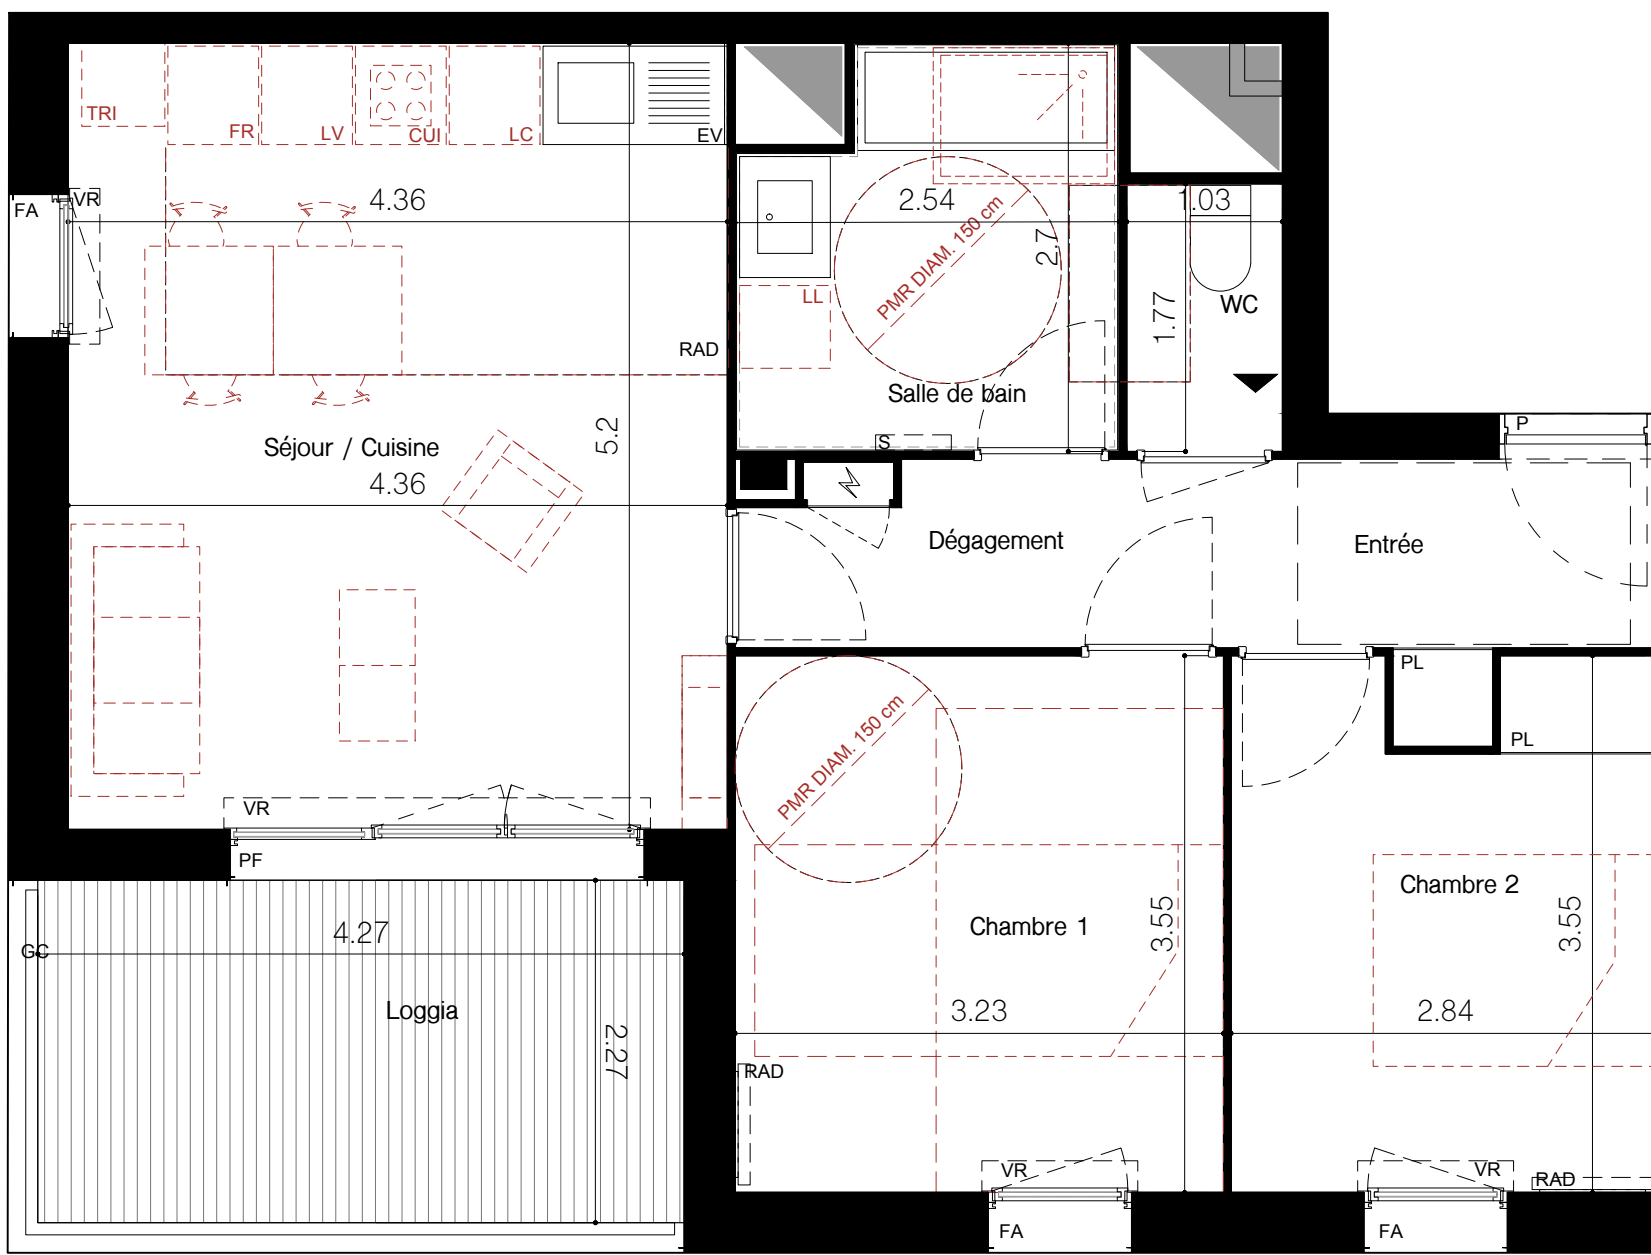 TRI
FR
LV
CUI
LC
EV
FA
VR
4.36
2.54
1.03
PMR DIAM. 150 cm
2.7
LL
1.77
WC
RAD
Salle de bain
P
Séjour / Cuisine
5.2
S
4.36
Dégagement
Entrée
PL
PL
PMR DIAM. 150 cm
VR
PF
Chambre 1
3.55
Chambre 2
3.55
4.27
GC
Loggia
3.23
2.84
2.27
RAD
VR
VR
RAD
FA
FA